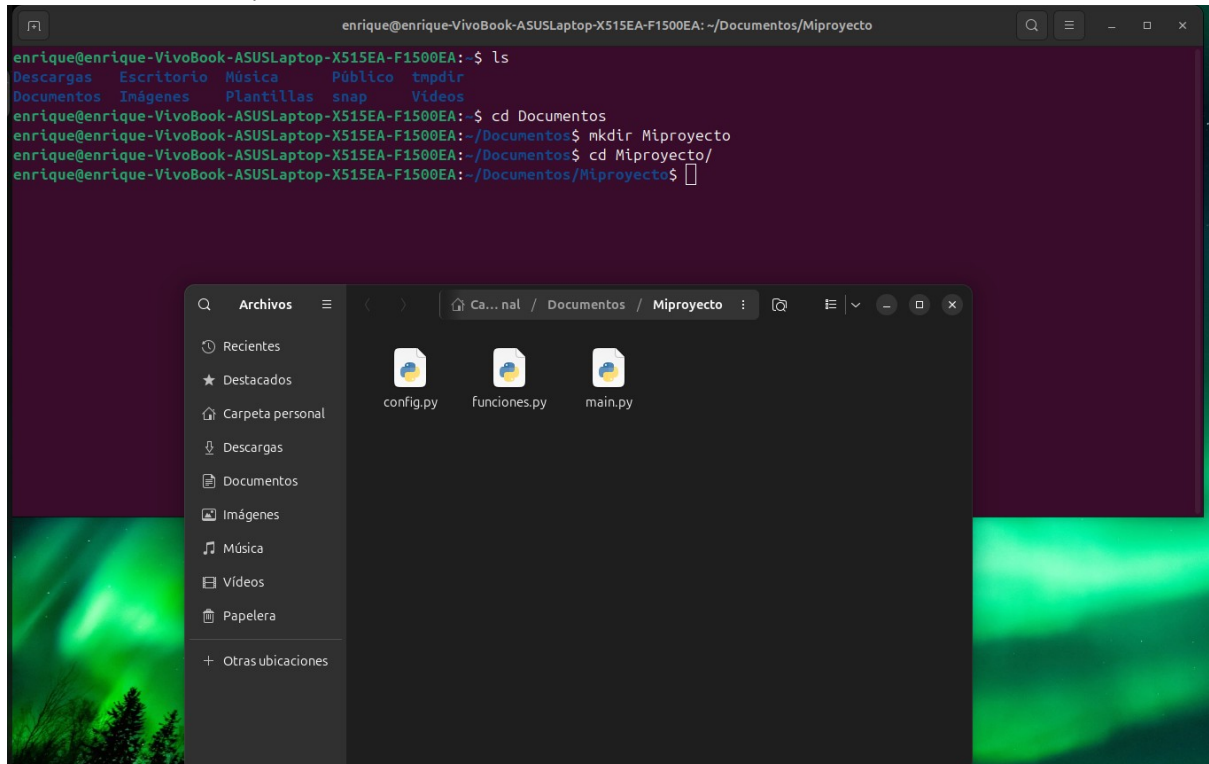 enrique@enrique-VivoBook-ASUSLaptop-X515EA-F1500EA: ~/Documentos/Miproyecto
enrique@enrique-VivoBook-ASUSLaptop-X515EA-F1500EA:~$ ls
Descargas Escritorio Música Público tmpdir
Documentos Imágenes Plantillas snap Vídeos
enrique@enrique-VivoBook-ASUSLaptop-X515EA-F1500EA:~$ cd Documentos
enrique@enrique-VivoBook-ASUSLaptop-X515EA-F1500EA:~/Documentos$ mkdir Miproyecto
enrique@enrique-VivoBook-ASUSLaptop-X515EA-F1500EA:~/Documentos$ cd Miproyecto/
enrique@enrique-VivoBook-ASUSLaptop-X515EA-F1500EA:~/Documentos/Miproyecto$
Archivos
Ca... nal / Documentos / Miproyecto
Recientes
Destacados
Carpeta personal
Descargas
Documentos
Imágenes
Música
Vídeos
Papelera
+ Otras ubicaciones
config.py funciones.py main.py